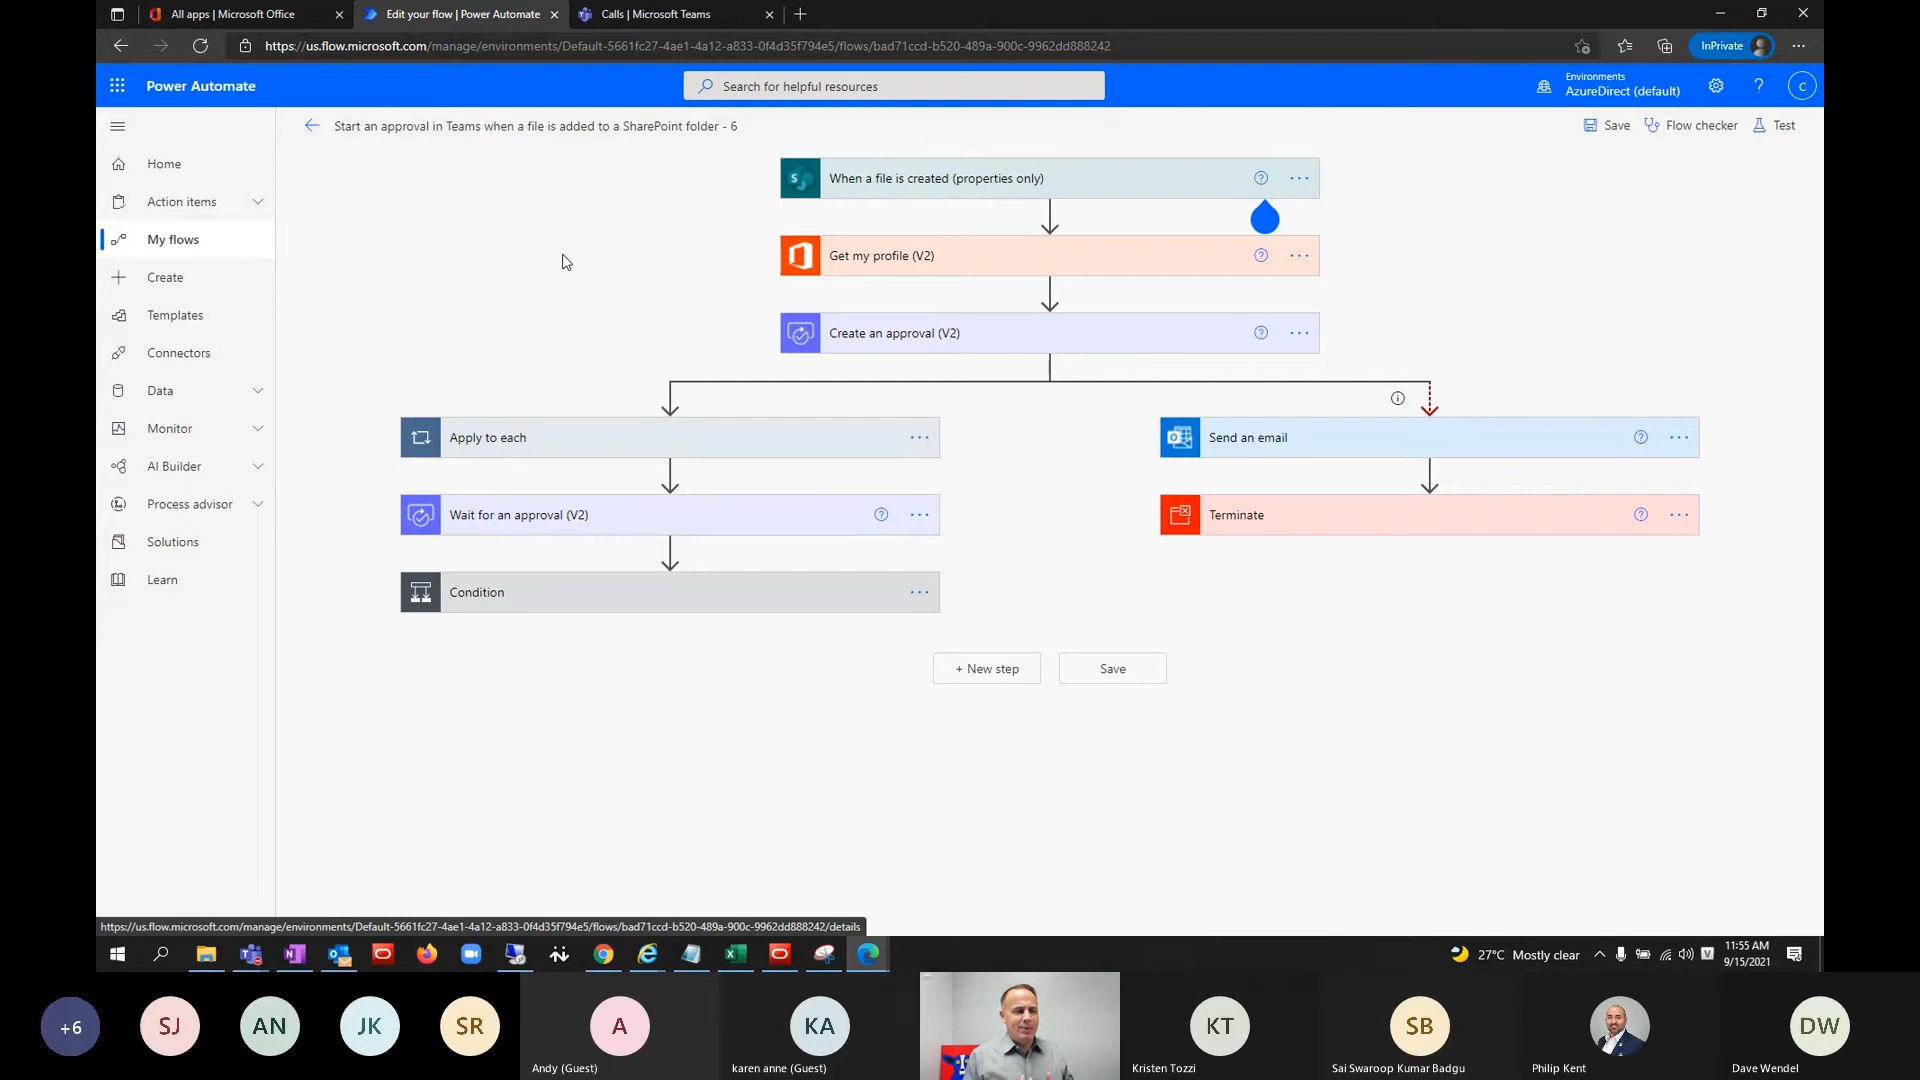 All apps | Microsoft Office
Edit your flow | Power Automate
Calls | Microsoft Teams
https://us.flow.microsoft.com/manage/environments/Default-5661fc27-4ae1-4a12-a833-0f4d35f794e5/flows/bad71ccd-b520-489a-900c-9962dd888242
InPrivate
Power Automate
Search for helpful resources
Environments
AzureDirect (default)
?
C
Start an approval in Teams when a file is added to a SharePoint folder - 6
Save
Flow checker
Test
Home
Action items
My flows
Create
Templates
Connectors
Data
Monitor
AI Builder
Process advisor
Solutions
Learn
When a file is created (properties only)
Get my profile (V2)
Create an approval (V2)
Apply to each
Send an email
Wait for an approval (V2)
Terminate
Condition
+ New step
Save
https://us.flow.microsoft.com/manage/environments/Default-5661fc27-4ae1-4a12-a833-0f4d35f794e5/flows/bad71ccd-b520-489a-900c-9962dd888242/details
27°C Mostly clear
11:55 AM
9/15/2021
+6
SJ
AN
JK
SR
A
KA
KT
SB
DW
Andy (Guest)
karen anne (Guest)
Kristen Tozzi
Sai Swaroop Kumar Badgu
Philip Kent
Dave Wendel